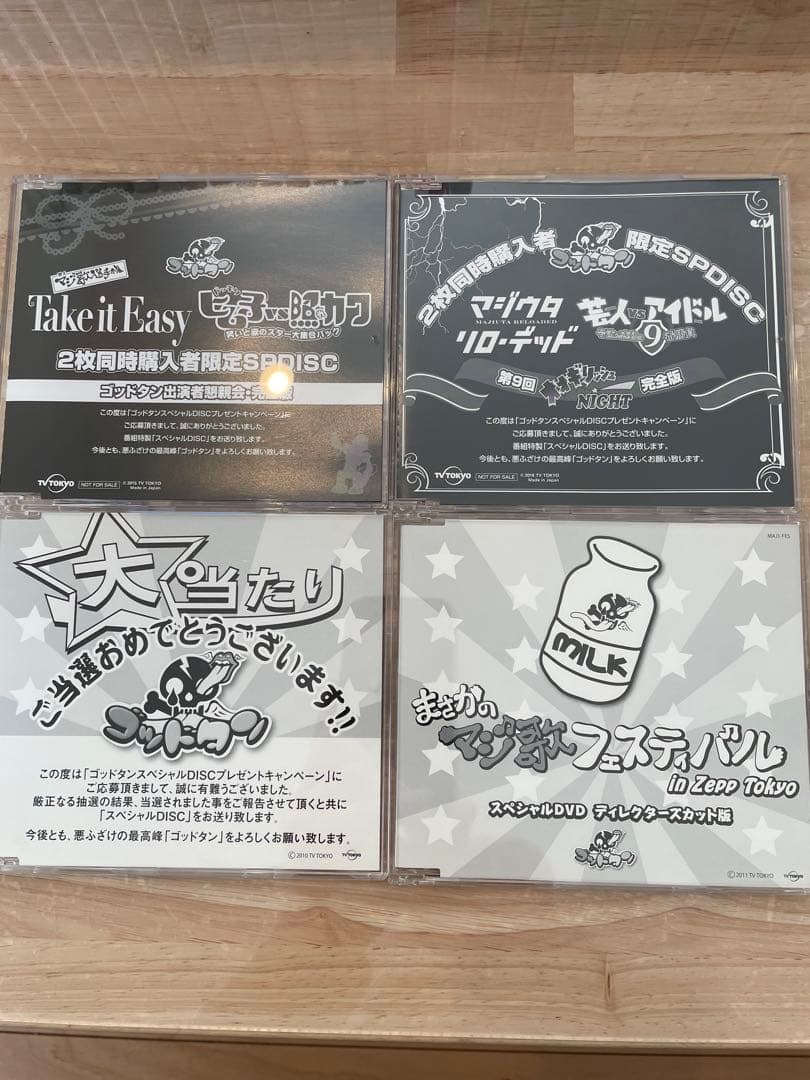 ゴッドタン
マジ歌選手権
Take it Easy
ビム子VS照カワ
笑いと涙のスター大集合パック
2枚同時購入者限定SPDISC
ゴッドタン出演者懇親会・完全版
この度は「ゴッドタンスペシャルDISCプレゼントキャンペーン」に
ご応募頂きまして、誠にありがとうございました。
番組特製「スペシャルDISC」をお送り致します。
今後とも、悪ふざけの最高峰「ゴッドタン」をよろしくお願い致します。
TV TOKYO
NOT FOR SALE
©2015 TV TOKYO
Made in Japan
2枚同時購入者
ゴッドタン
限定SPDISC
マジウタ
MAJIUTA RELOADED
リローデッド
芸人VSアイドル
9
第9回
NIGHT
完全版
この度は「ゴッドタンスペシャルDISCプレゼントキャンペーン」に
ご応募頂きまして、誠にありがとうございました。
番組特製「スペシャルDISC」をお送り致します。
今後とも、悪ふざけの最高峰「ゴッドタン」をよろしくお願い致します。
TV TOKYO
NOT FOR SALE
©2016 TV TOKYO
Made in Japan
大当たり
ご当選おめでとうございます!!
ゴッドタン
この度は「ゴッドタンスペシャルDISCプレゼントキャンペーン」に
ご応募頂きまして、誠に有難うございました。
厳正なる抽選の結果、当選されました事をご報告させて頂くと共に
「スペシャルDISC」をお送り致します。
今後とも、悪ふざけの最高峰「ゴッドタン」をよろしくお願い致します。
©2010 TV TOKYO
TV TOKYO
MAJI-FES
MILK
まさかの
マジ歌フェスティバル
in Zepp Tokyo
スペシャルDVD ディレクターズカット版
ゴッドタン
©2011 TV TOKYO
TV TOKYO